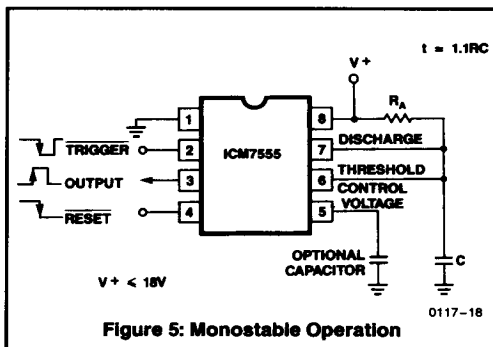 t = 1.1RC
V+
RA
1
8
TRIGGER
2
ICM7555
7
DISCHARGE
OUTPUT
3
6
THRESHOLD
RESET
4
5
CONTROL
VOLTAGE
OPTIONAL
CAPACITOR
C
V+ ≤ 18V
0117-18
Figure 5: Monostable Operation